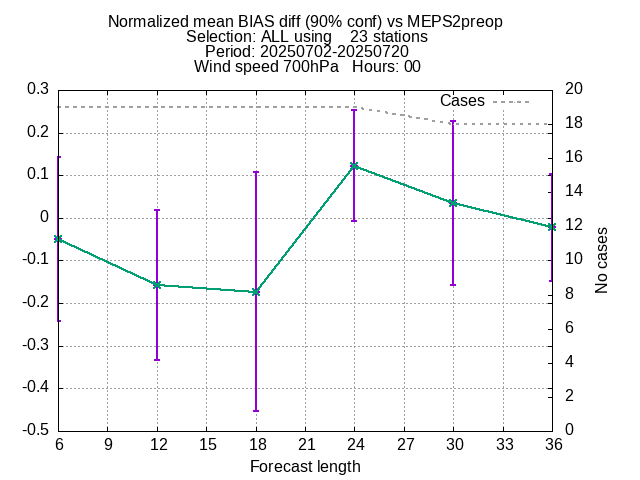 Normalized mean BIAS diff (90% conf) vs MEPS2preop
Selection: ALL using    23 stations
Period: 20250702-20250720
Wind speed 700hPa   Hours: 00
Cases
0.3
0.2
0.1
0
-0.1
-0.2
-0.3
-0.4
-0.5
20
18
16
14
12
10
8
6
4
2
0
No cases
6 9 12 15 18 21 24 27 30 33 36
Forecast length